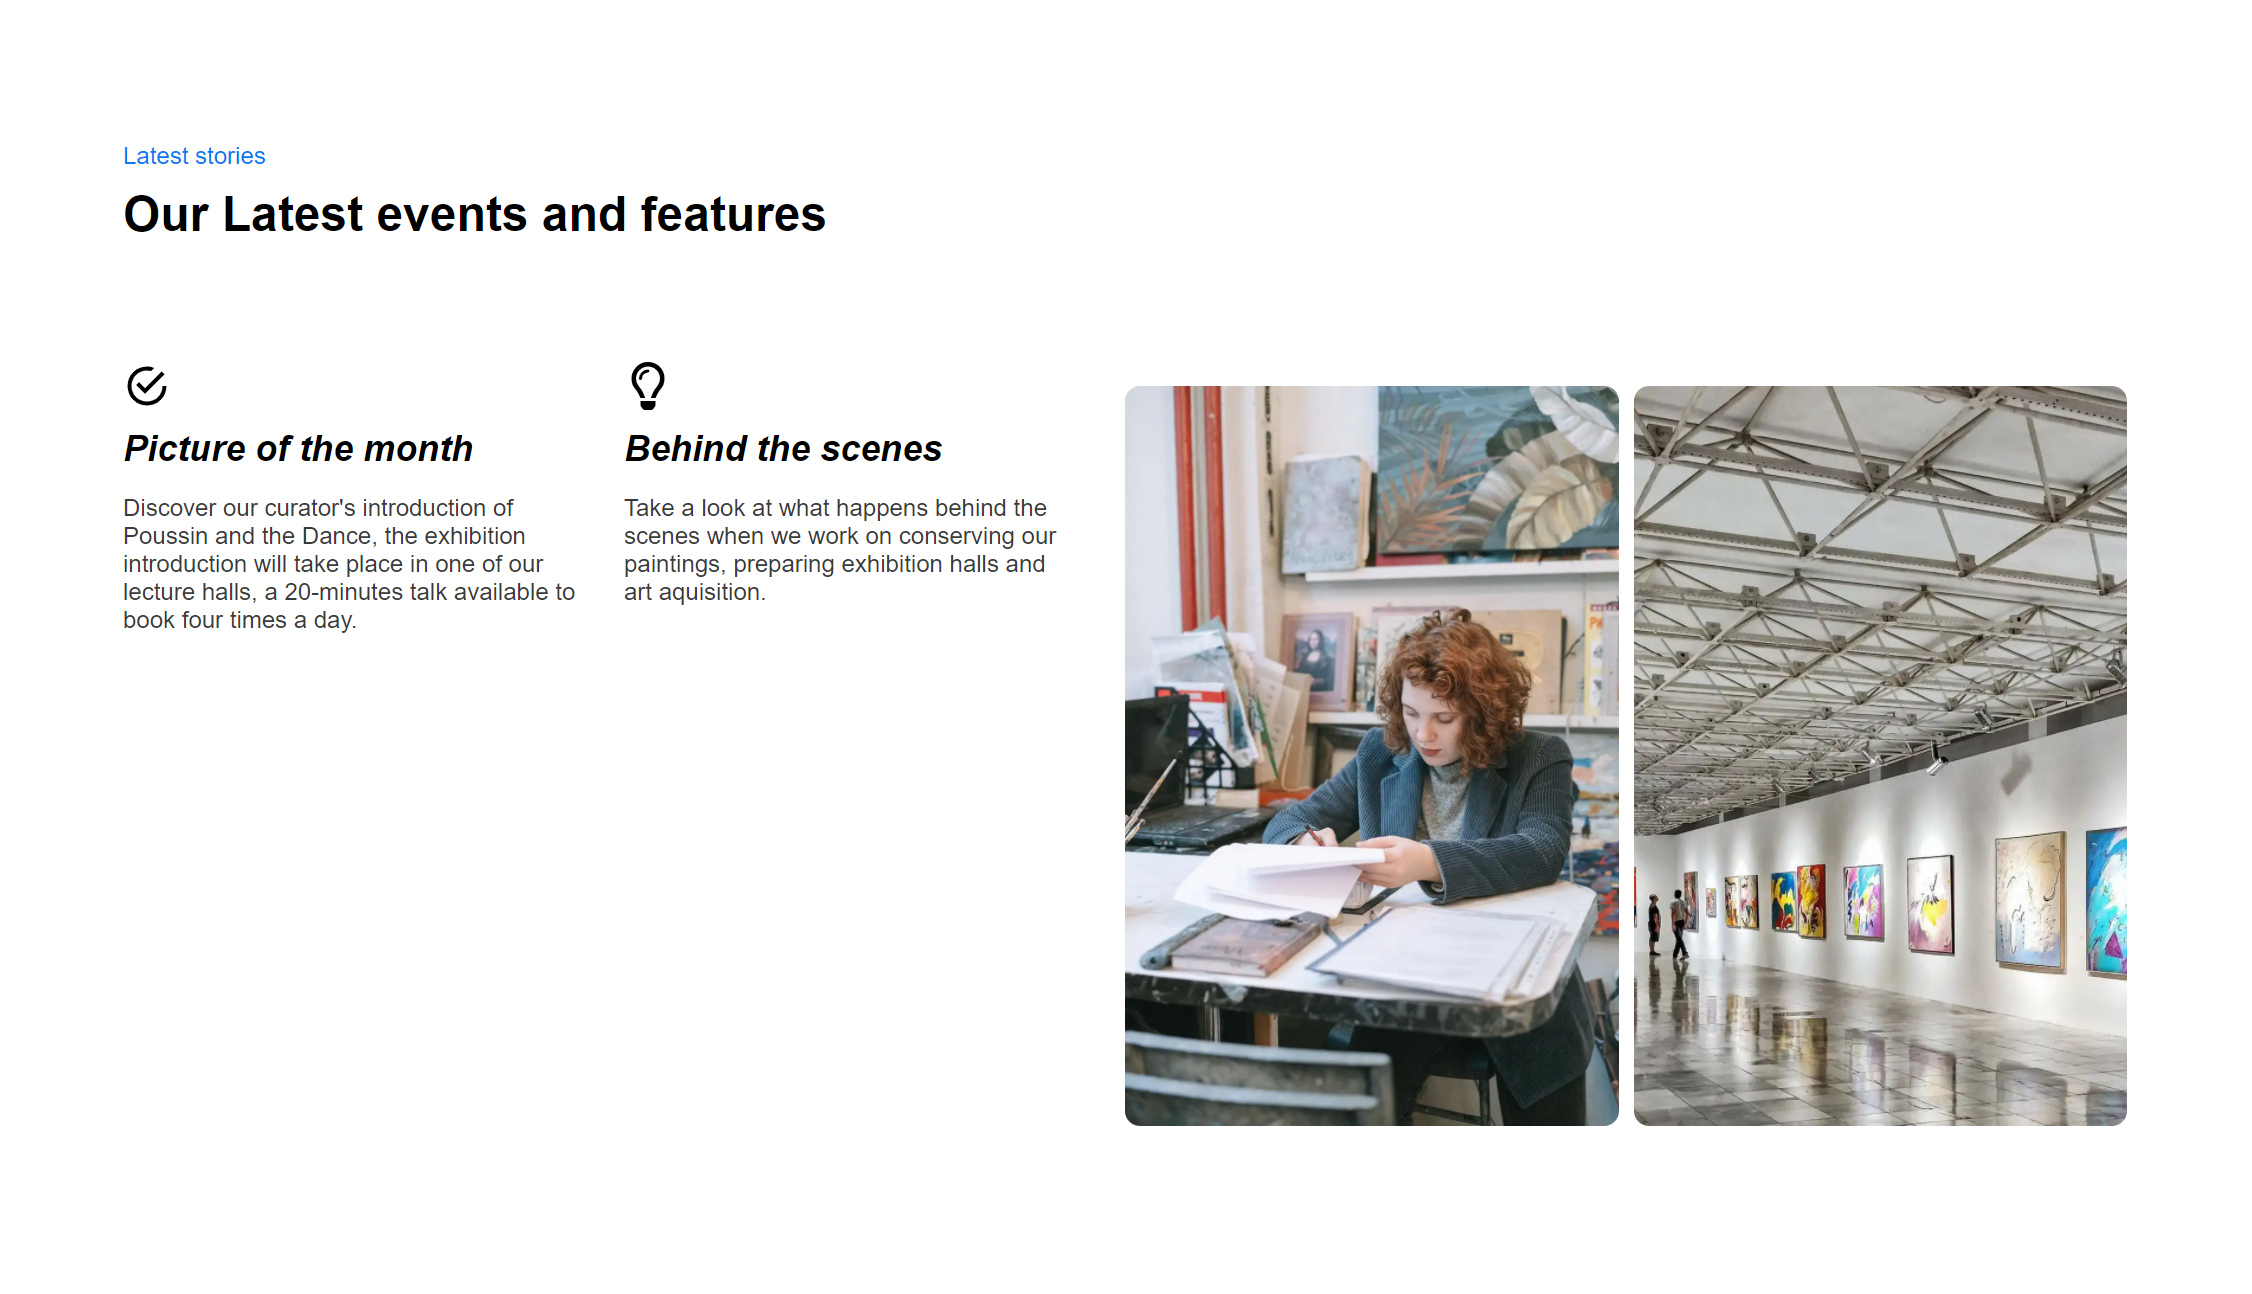 Latest stories
Our Latest events and features
Picture of the month
Discover our curator's introduction of
Poussin and the Dance, the exhibition
introduction will take place in one of our
lecture halls, a 20-minutes talk available to
book four times a day.
Behind the scenes
Take a look at what happens behind the
scenes when we work on conserving our
paintings, preparing exhibition halls and
art aquisition.